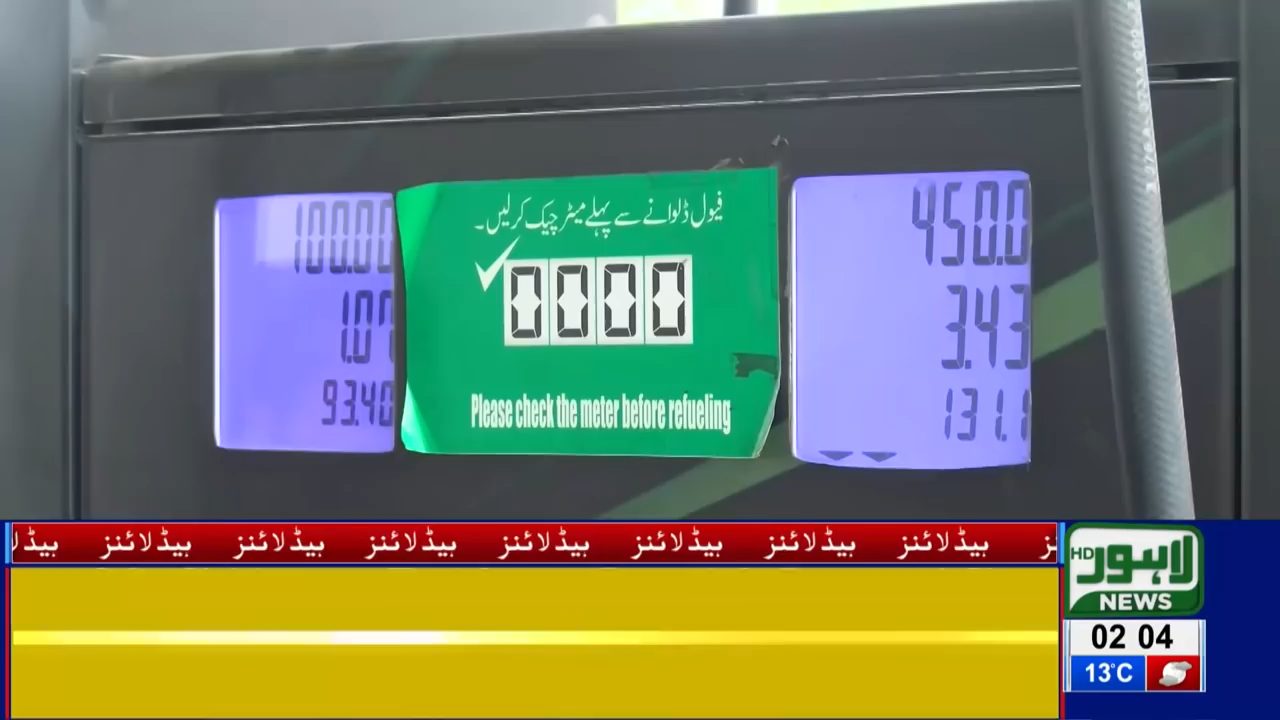 100.00
1.07
93.40
فیول ڈلوانے سے پہلے میٹر چیک کرلیں۔
0000
Please check the meter before refueling
450.0
3.43
131.1
ہیڈلائنز ہیڈلائنز ہیڈلائنز ہیڈلائنز ہیڈلائنز ہیڈلائنز ہیڈلائنز
HD لاہور
NEWS
02 04
13°C